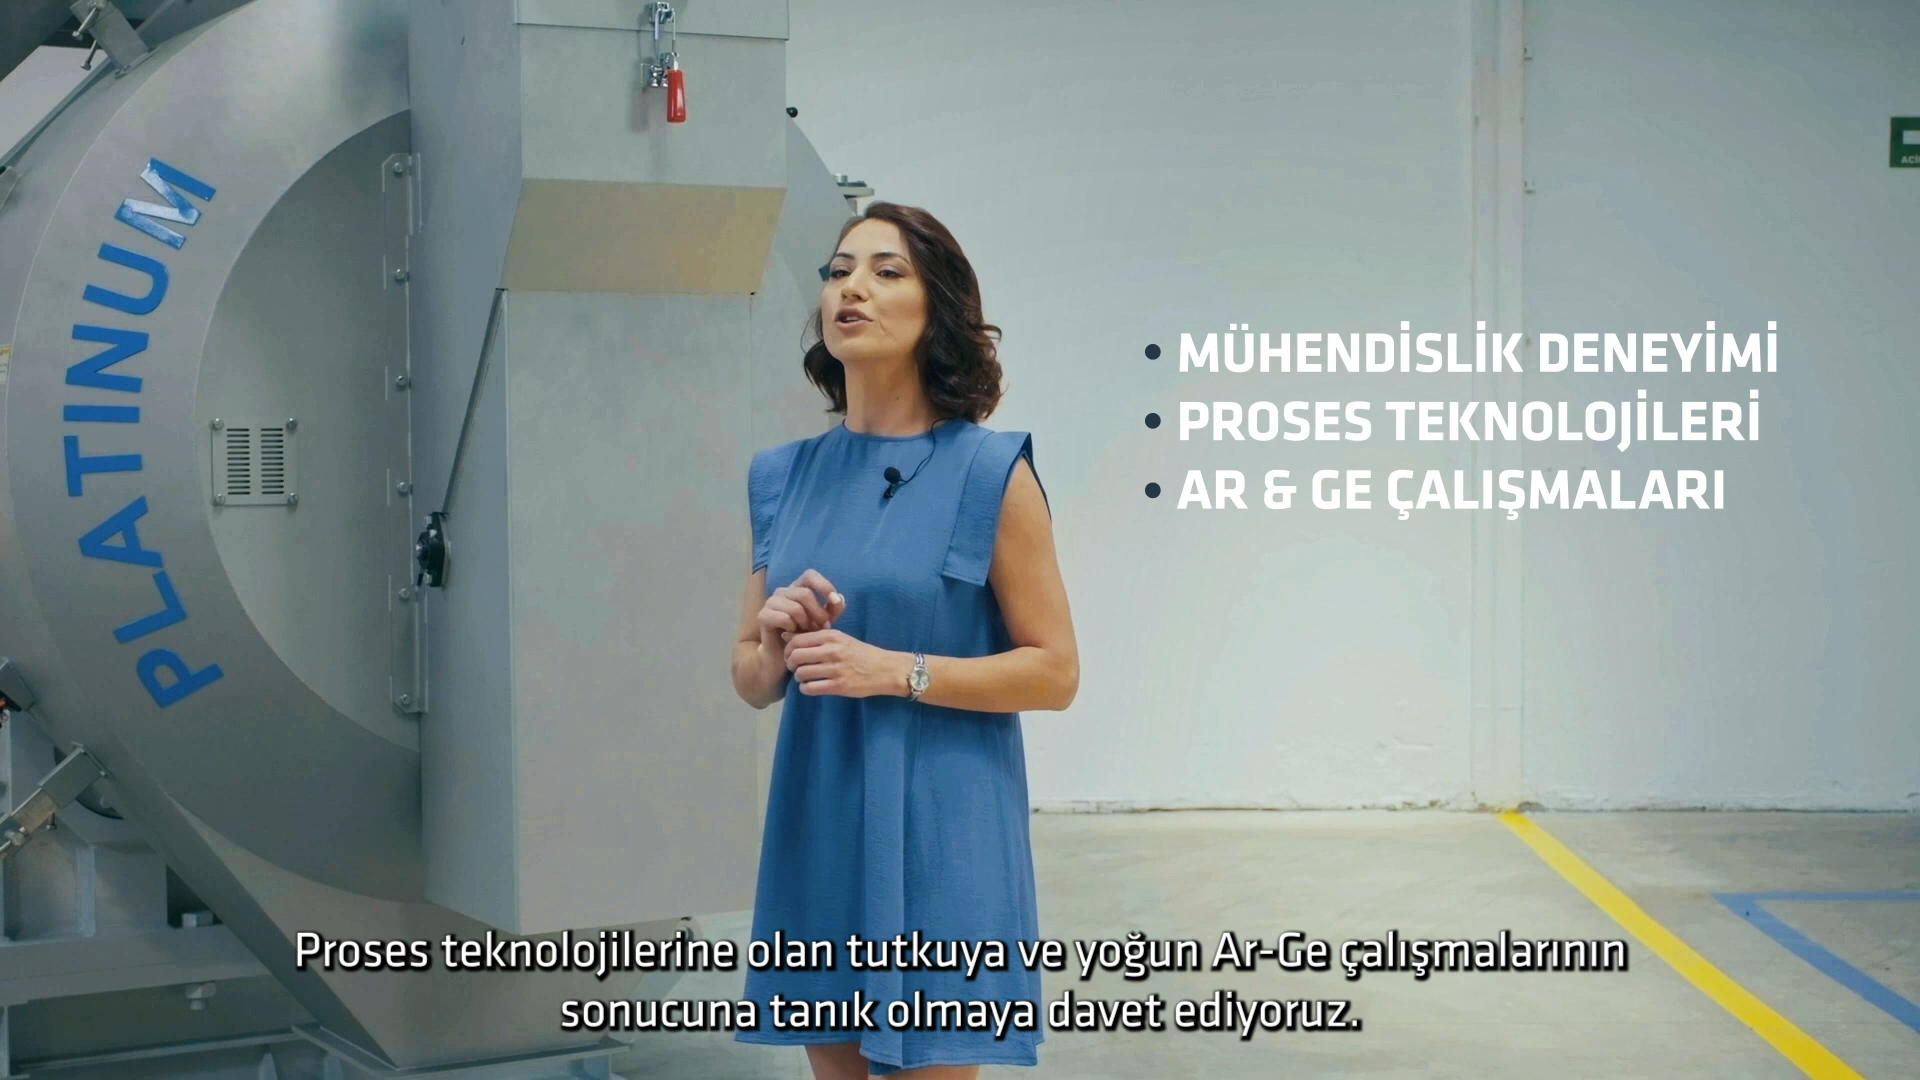 PLATINUM
MÜHENDİSLİK DENEYİMİ
PROSES TEKNOLOJİLERİ
AR & GE ÇALIŞMALARI
Proses teknolojilerine olan tutkuya ve yoğun Ar-Ge çalışmalarının
sonucuna tanık olmaya davet ediyoruz.